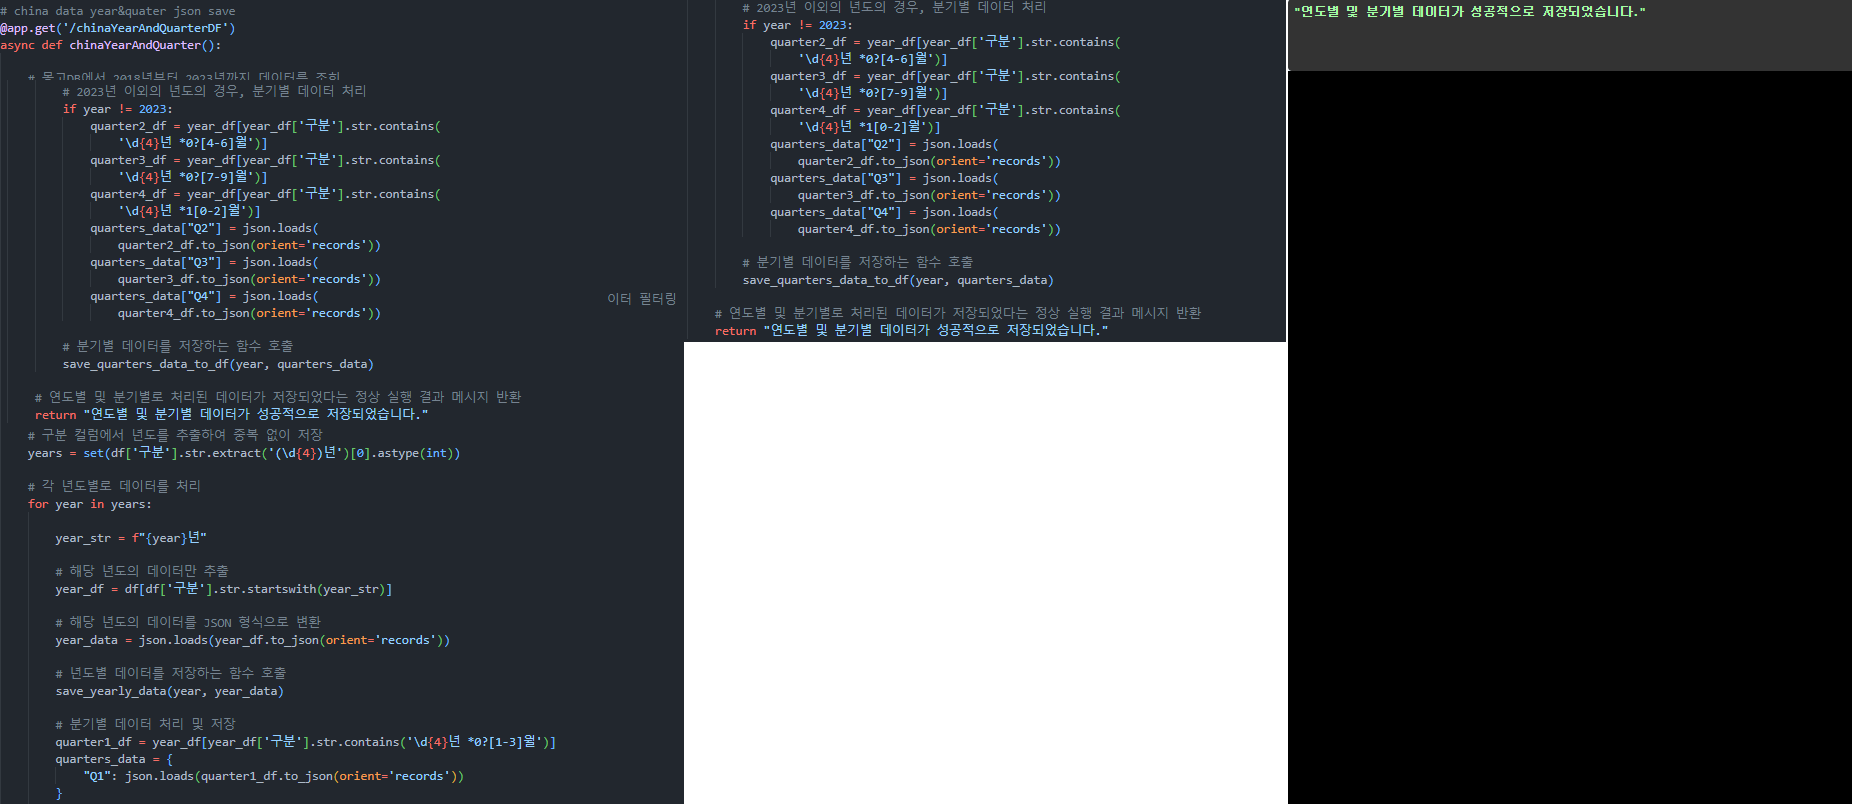 # china data year&quater json save
@app.get('/chinaYearAndQuarterDF')
async def chinaYearAndQuarter():
# 몽고DB에서 2018년부터 2023년까지 데이터를 조회
# 2023년 이외의 년도의 경우, 분기별 데이터 처리
if year != 2023:
quarter2_df = year_df[year_df['구분'].str.contains(
'\d{4}년 *0?[4-6]월')]
quarter3_df = year_df[year_df['구분'].str.contains(
'\d{4}년 *0?[7-9]월')]
quarter4_df = year_df[year_df['구분'].str.contains(
'\d{4}년 *1[0-2]월')]
quarters_data["Q2"] = json.loads(
quarter2_df.to_json(orient='records'))
quarters_data["Q3"] = json.loads(
quarter3_df.to_json(orient='records'))
quarters_data["Q4"] = json.loads(
이터 필터링
quarter4_df.to_json(orient='records'))
# 분기별 데이터를 저장하는 함수 호출
save_quarters_data_to_df(year, quarters_data)
# 연도별 및 분기별로 처리된 데이터가 저장되었다는 정상 실행 결과 메시지 반환
return "연도별 및 분기별 데이터가 성공적으로 저장되었습니다."
# 구분 컬럼에서 년도를 추출하여 중복 없이 저장
years = set(df['구분'].str.extract('(\d{4})년')[0].astype(int))
# 각 년도별로 데이터를 처리
for year in years:
year_str = f"{year}년"
# 해당 년도의 데이터만 추출
year_df = df[df['구분'].str.startswith(year_str)]
# 해당 년도의 데이터를 JSON 형식으로 변환
year_data = json.loads(year_df.to_json(orient='records'))
# 년도별 데이터를 저장하는 함수 호출
save_yearly_data(year, year_data)
# 분기별 데이터 처리 및 저장
quarter1_df = year_df[year_df['구분'].str.contains('\d{4}년 *0?[1-3]월')]
quarters_data = {
"Q1": json.loads(quarter1_df.to_json(orient='records'))
}
# 2023년 이외의 년도의 경우, 분기별 데이터 처리
if year != 2023:
quarter2_df = year_df[year_df['구분'].str.contains(
'\d{4}년 *0?[4-6]월')]
quarter3_df = year_df[year_df['구분'].str.contains(
'\d{4}년 *0?[7-9]월')]
quarter4_df = year_df[year_df['구분'].str.contains(
'\d{4}년 *1[0-2]월')]
quarters_data["Q2"] = json.loads(
quarter2_df.to_json(orient='records'))
quarters_data["Q3"] = json.loads(
quarter3_df.to_json(orient='records'))
quarters_data["Q4"] = json.loads(
quarter4_df.to_json(orient='records'))
# 분기별 데이터를 저장하는 함수 호출
save_quarters_data_to_df(year, quarters_data)
# 연도별 및 분기별로 처리된 데이터가 저장되었다는 정상 실행 결과 메시지 반환
return "연도별 및 분기별 데이터가 성공적으로 저장되었습니다."
"연도별 및 분기별 데이터가 성공적으로 저장되었습니다."